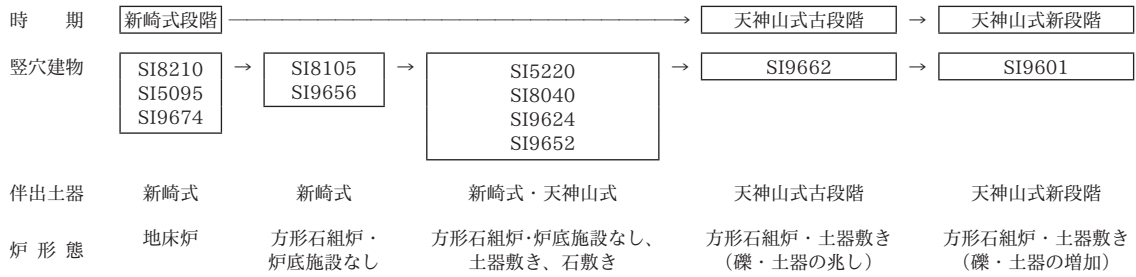 時　期　新崎式段階　→　天神山式古段階　→　天神山式新段階
竪穴建物　SI8210　→　SI8105　→　SI5220　→　SI9662　→　SI9601
SI5095　SI9656　SI8040
SI9674　SI9624
SI9652
伴出土器　新崎式　新崎式　新崎式・天神山式　天神山式古段階　天神山式新段階
炉形態　地床炉　方形石組炉・　方形石組炉・炉底施設なし、　方形石組炉・土器敷き　方形石組炉・土器敷き
炉底施設なし　土器敷き、石敷き　（礫・土器の兆し）　（礫・土器の増加）